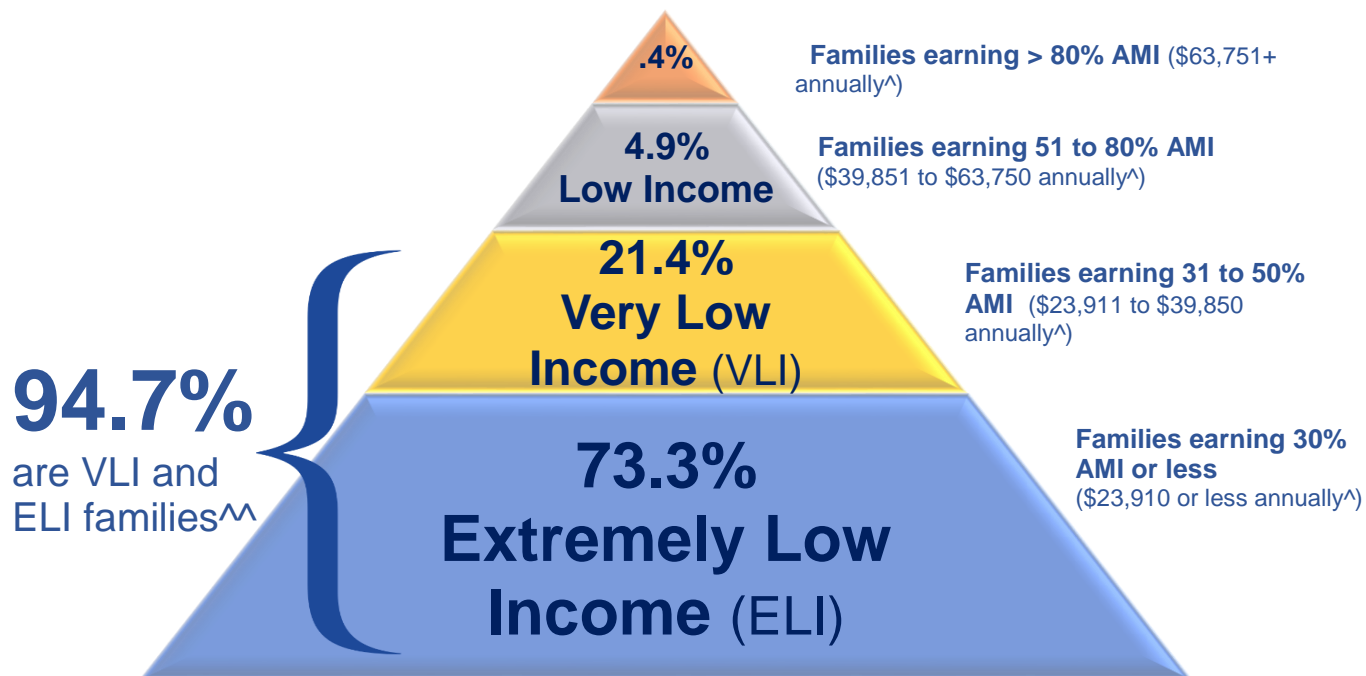 .4%
Families earning > 80% AMI ($63,751+
annually^)
4.9%
Low Income
Families earning 51 to 80% AMI
($39,851 to $63,750 annually^)
21.4%
Very Low
Income (VLI)
Families earning 31 to 50%
AMI ($23,911 to $39,850
annually^)
94.7%
are VLI and
ELI families^^
73.3%
Extremely Low
Income (ELI)
Families earning 30%
AMI or less
($23,910 or less annually^)